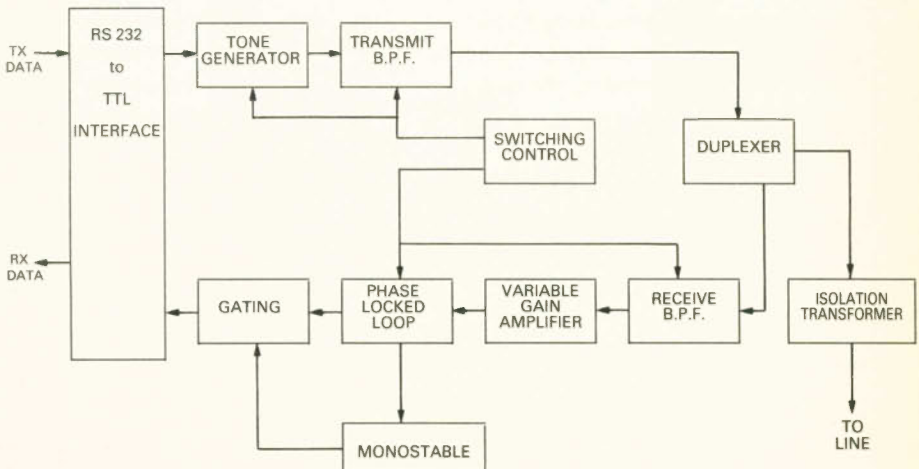 TX
DATA
RS 232
to
TTL
INTERFACE
TONE
GENERATOR
TRANSMIT
B.P.F.
SWITCHING
CONTROL
DUPLEXER
RX
DATA
GATING
PHASE
LOCKED
LOOP
VARIABLE
GAIN
AMPLIFIER
RECEIVE
B.P.F.
ISOLATION
TRANSFORMER
MONOSTABLE
TO
LINE